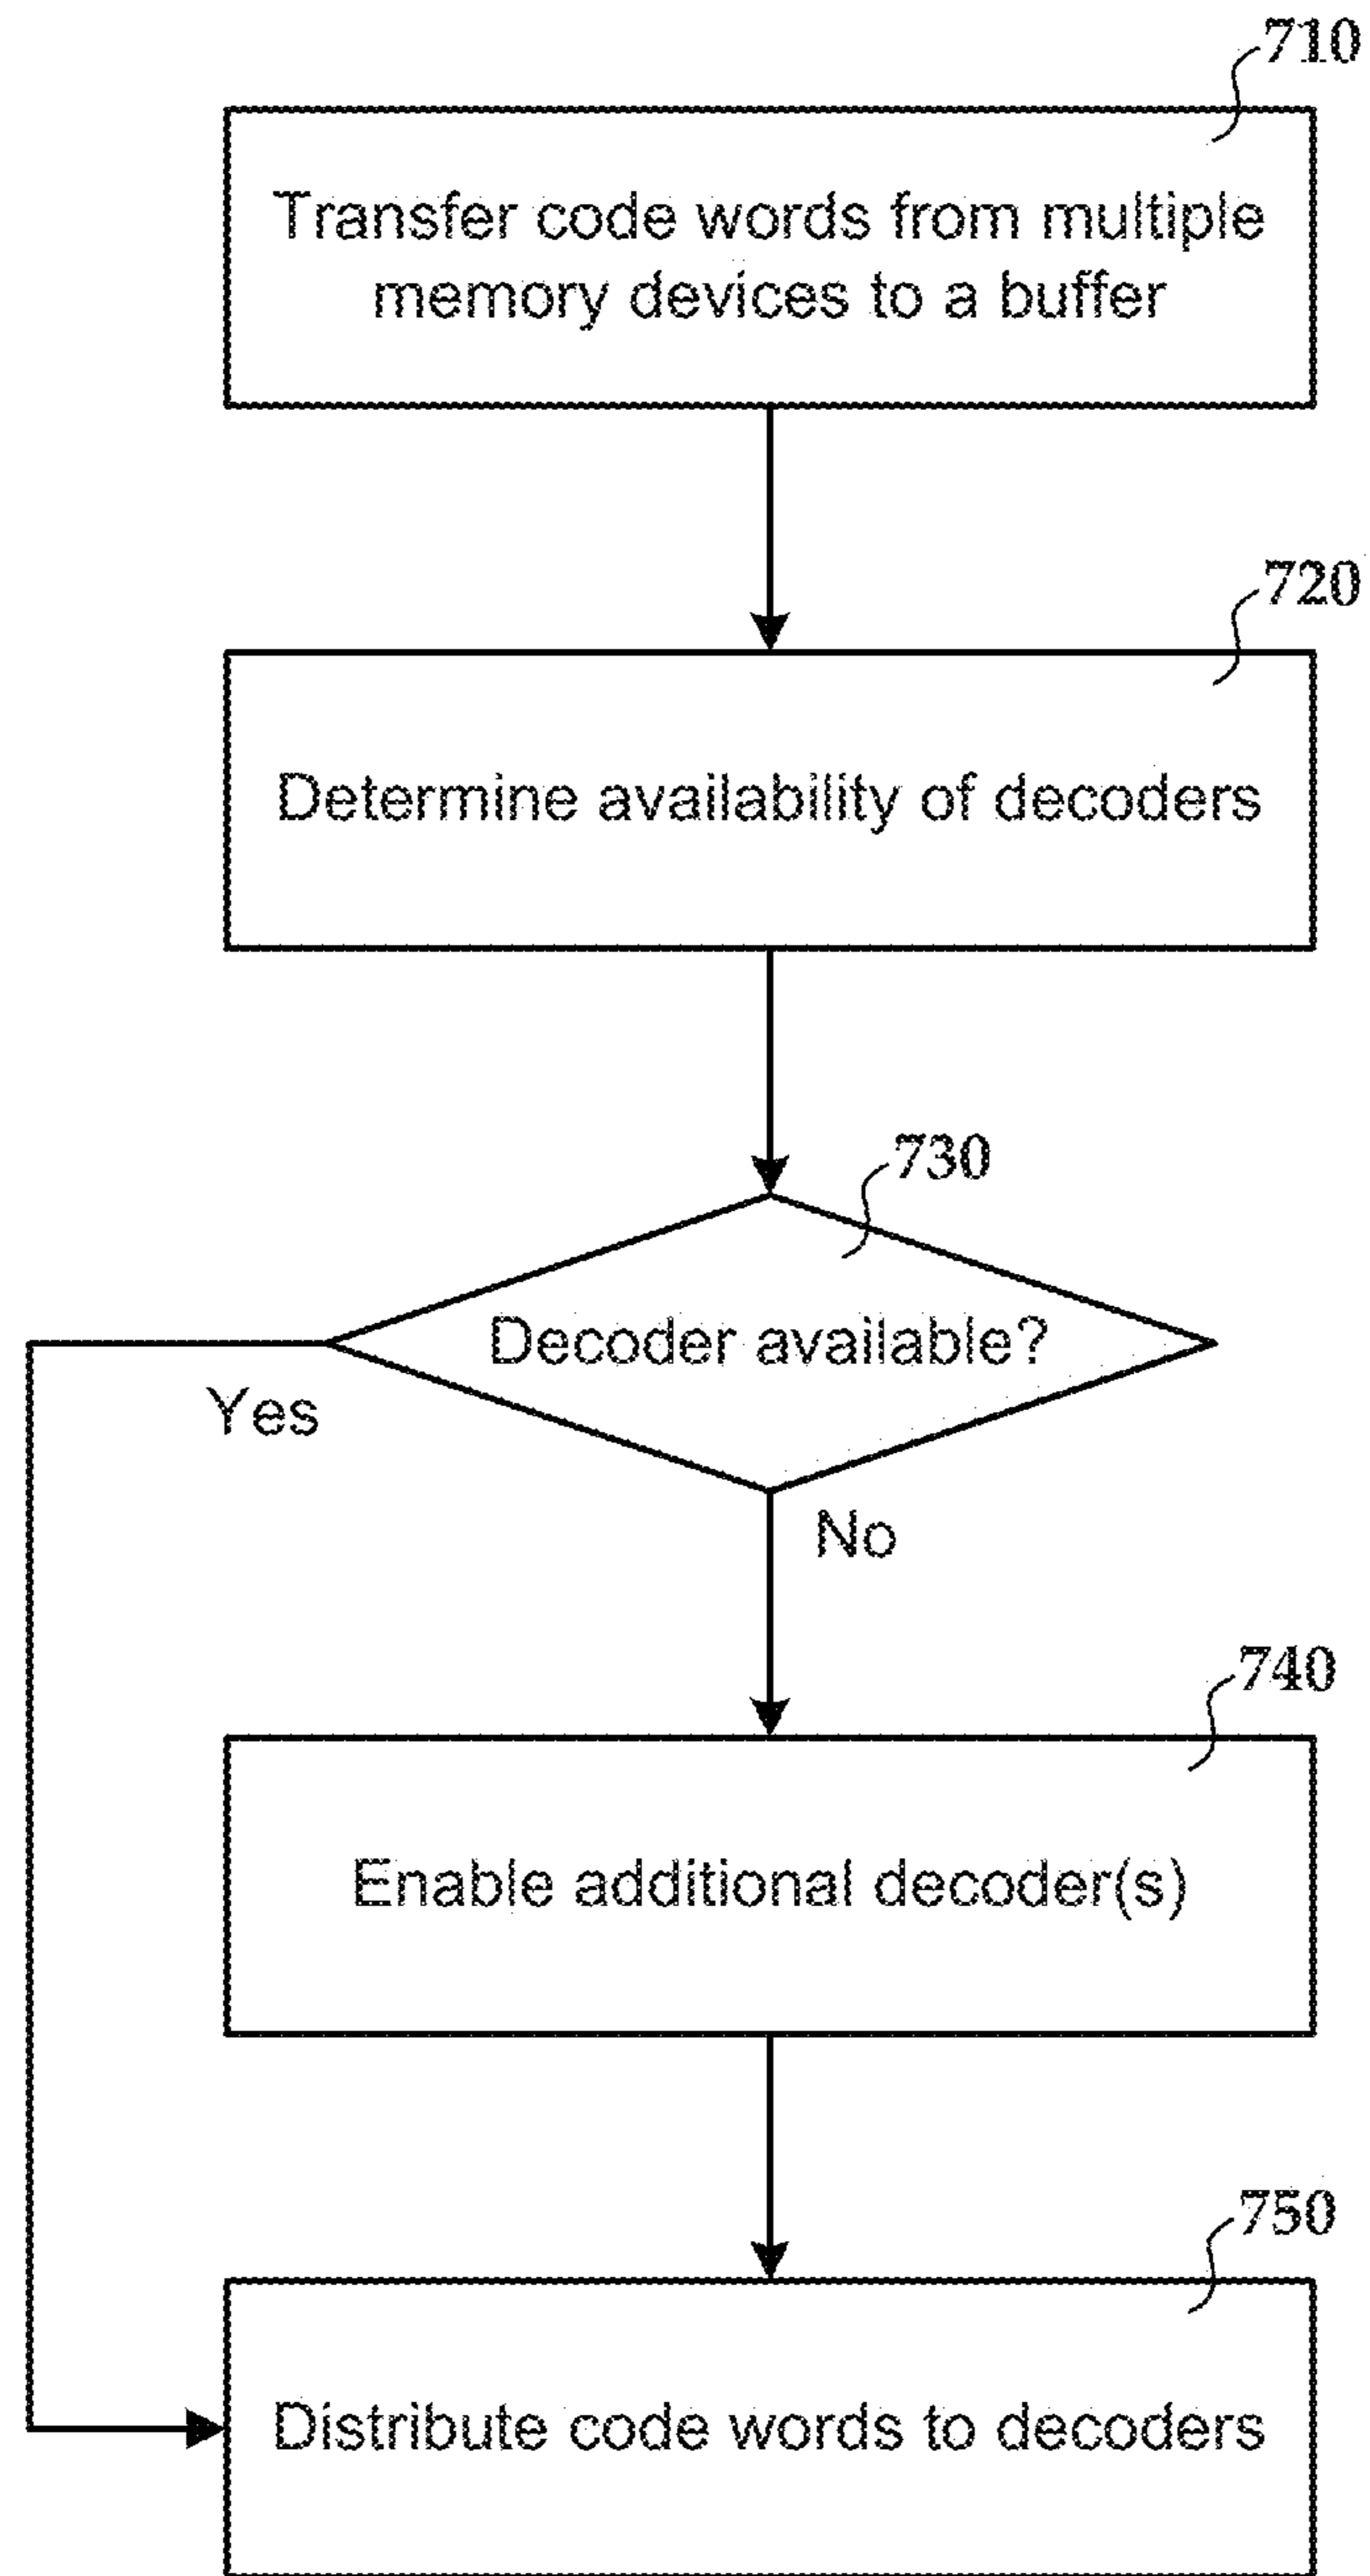 710
Transfer code words from multiple
memory devices to a buffer
720
Determine availability of decoders
730
Decoder available?
Yes
No
740
Enable additional decoder(s)
750
Distribute code words to decoders